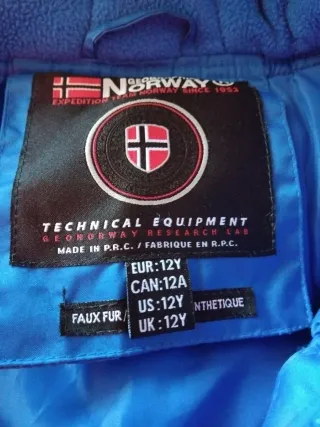 GEOGRAPHICAL
NORWAY
EXPEDITION TEAM NORWAY SINCE 1953
TECHNICAL EQUIPMENT
GEONORWAY RESEARCH LAB
MADE IN P.R.C. / FABRIQUE EN R.P.C.
EUR:12Y
CAN:12A
US:12Y
UK:12Y
FAUX FUR / NTHETIQUE